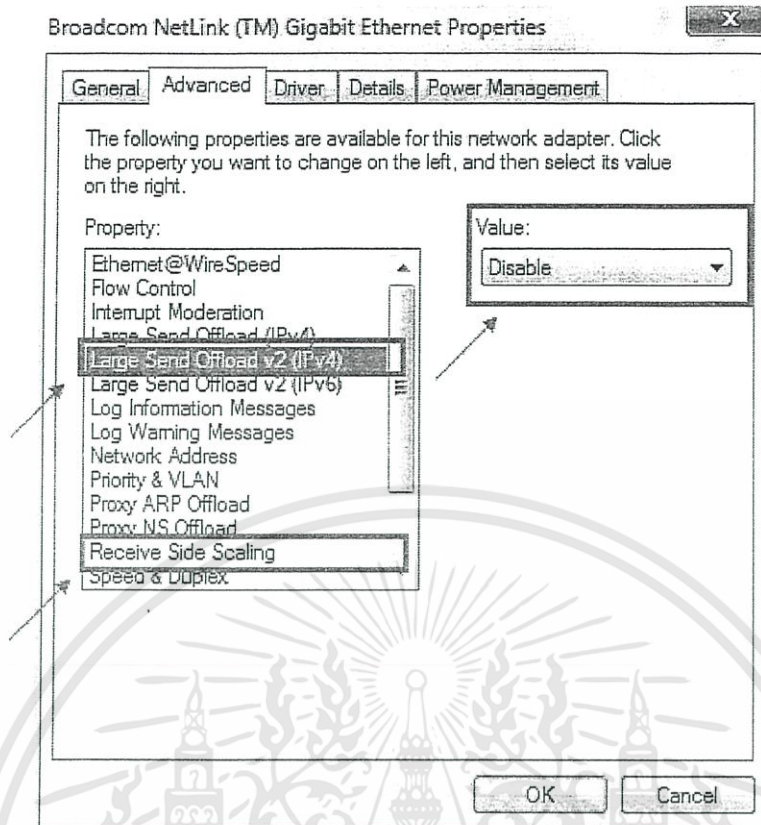 Broadcom NetLink (TM) Gigabit Ethernet Properties
General Advanced Driver Details Power Management
The following properties are available for this network adapter. Click
the property you want to change on the left, and then select its value
on the right.
Property:
Value:
Ethernet@WireSpeed
Disable
Flow Control
Interrupt Moderation
Large Send Offload (IPv4)
Large Send Offload v2 (IPv4)
Large Send Offload v2 (IPv6)
Log Information Messages
Log Warning Messages
Network Address
Priority & VLAN
Proxy ARP Offload
Proxy NS Offload
Receive Side Scaling
Speed & Duplex
OK Cancel